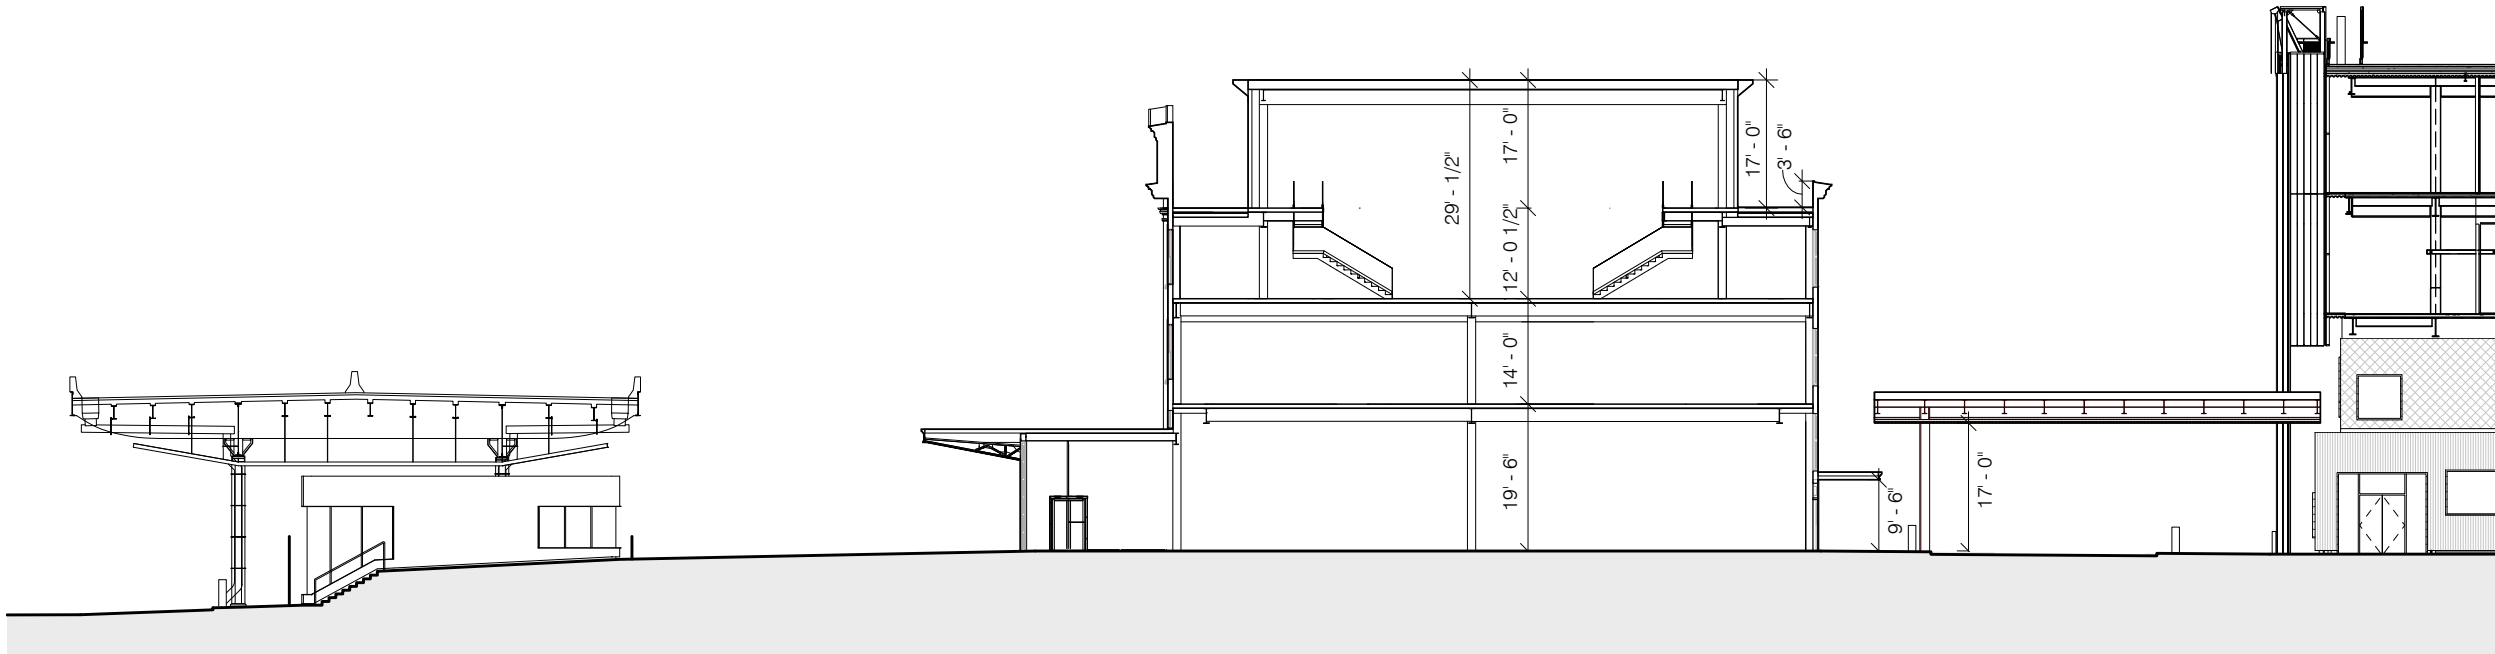 29' - 1/2"
17' - 0"
12' - 0 1/2"
14' - 0"
19' - 6"
17' - 0"
3' - 6"
9' - 6"
17' - 0"